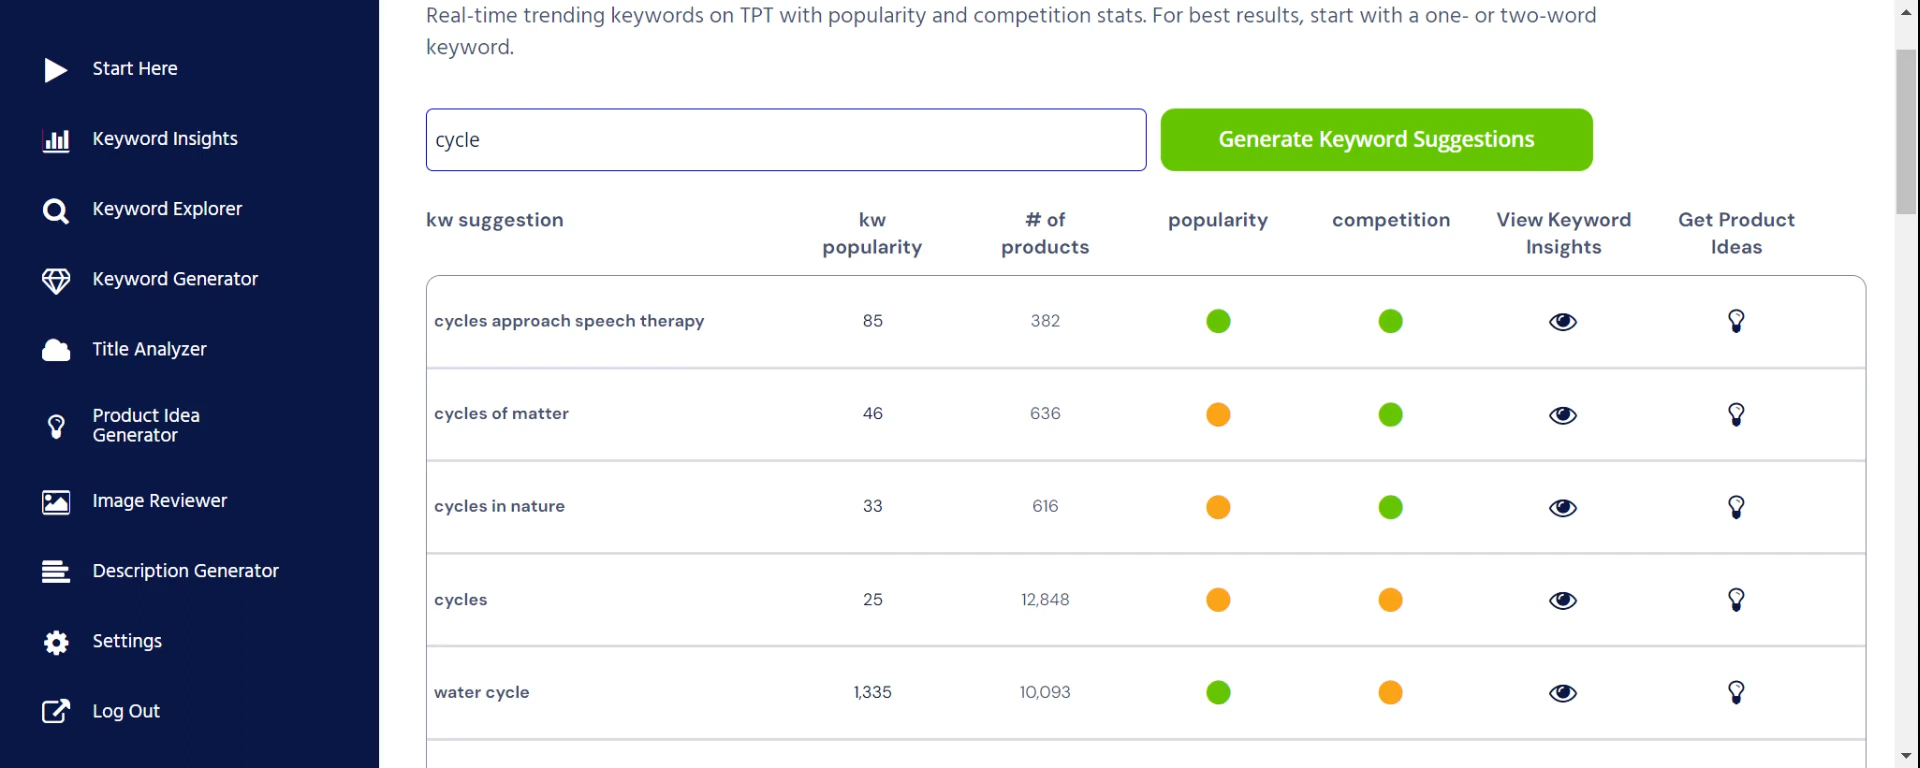 Real-time trending keywords on TPT with popularity and competition stats. For best results, start with a one- or two-word
keyword.
Start Here
Keyword Insights
Keyword Explorer
Keyword Generator
Title Analyzer
Product Idea
Generator
Image Reviewer
Description Generator
Settings
Log Out
cycle
Generate Keyword Suggestions
kw suggestion
kw
popularity
# of
products
popularity
competition
View Keyword
Insights
Get Product
Ideas
cycles approach speech therapy 85 382
cycles of matter 46 636
cycles in nature 33 616
cycles 25 12,848
water cycle 1,335 10,093